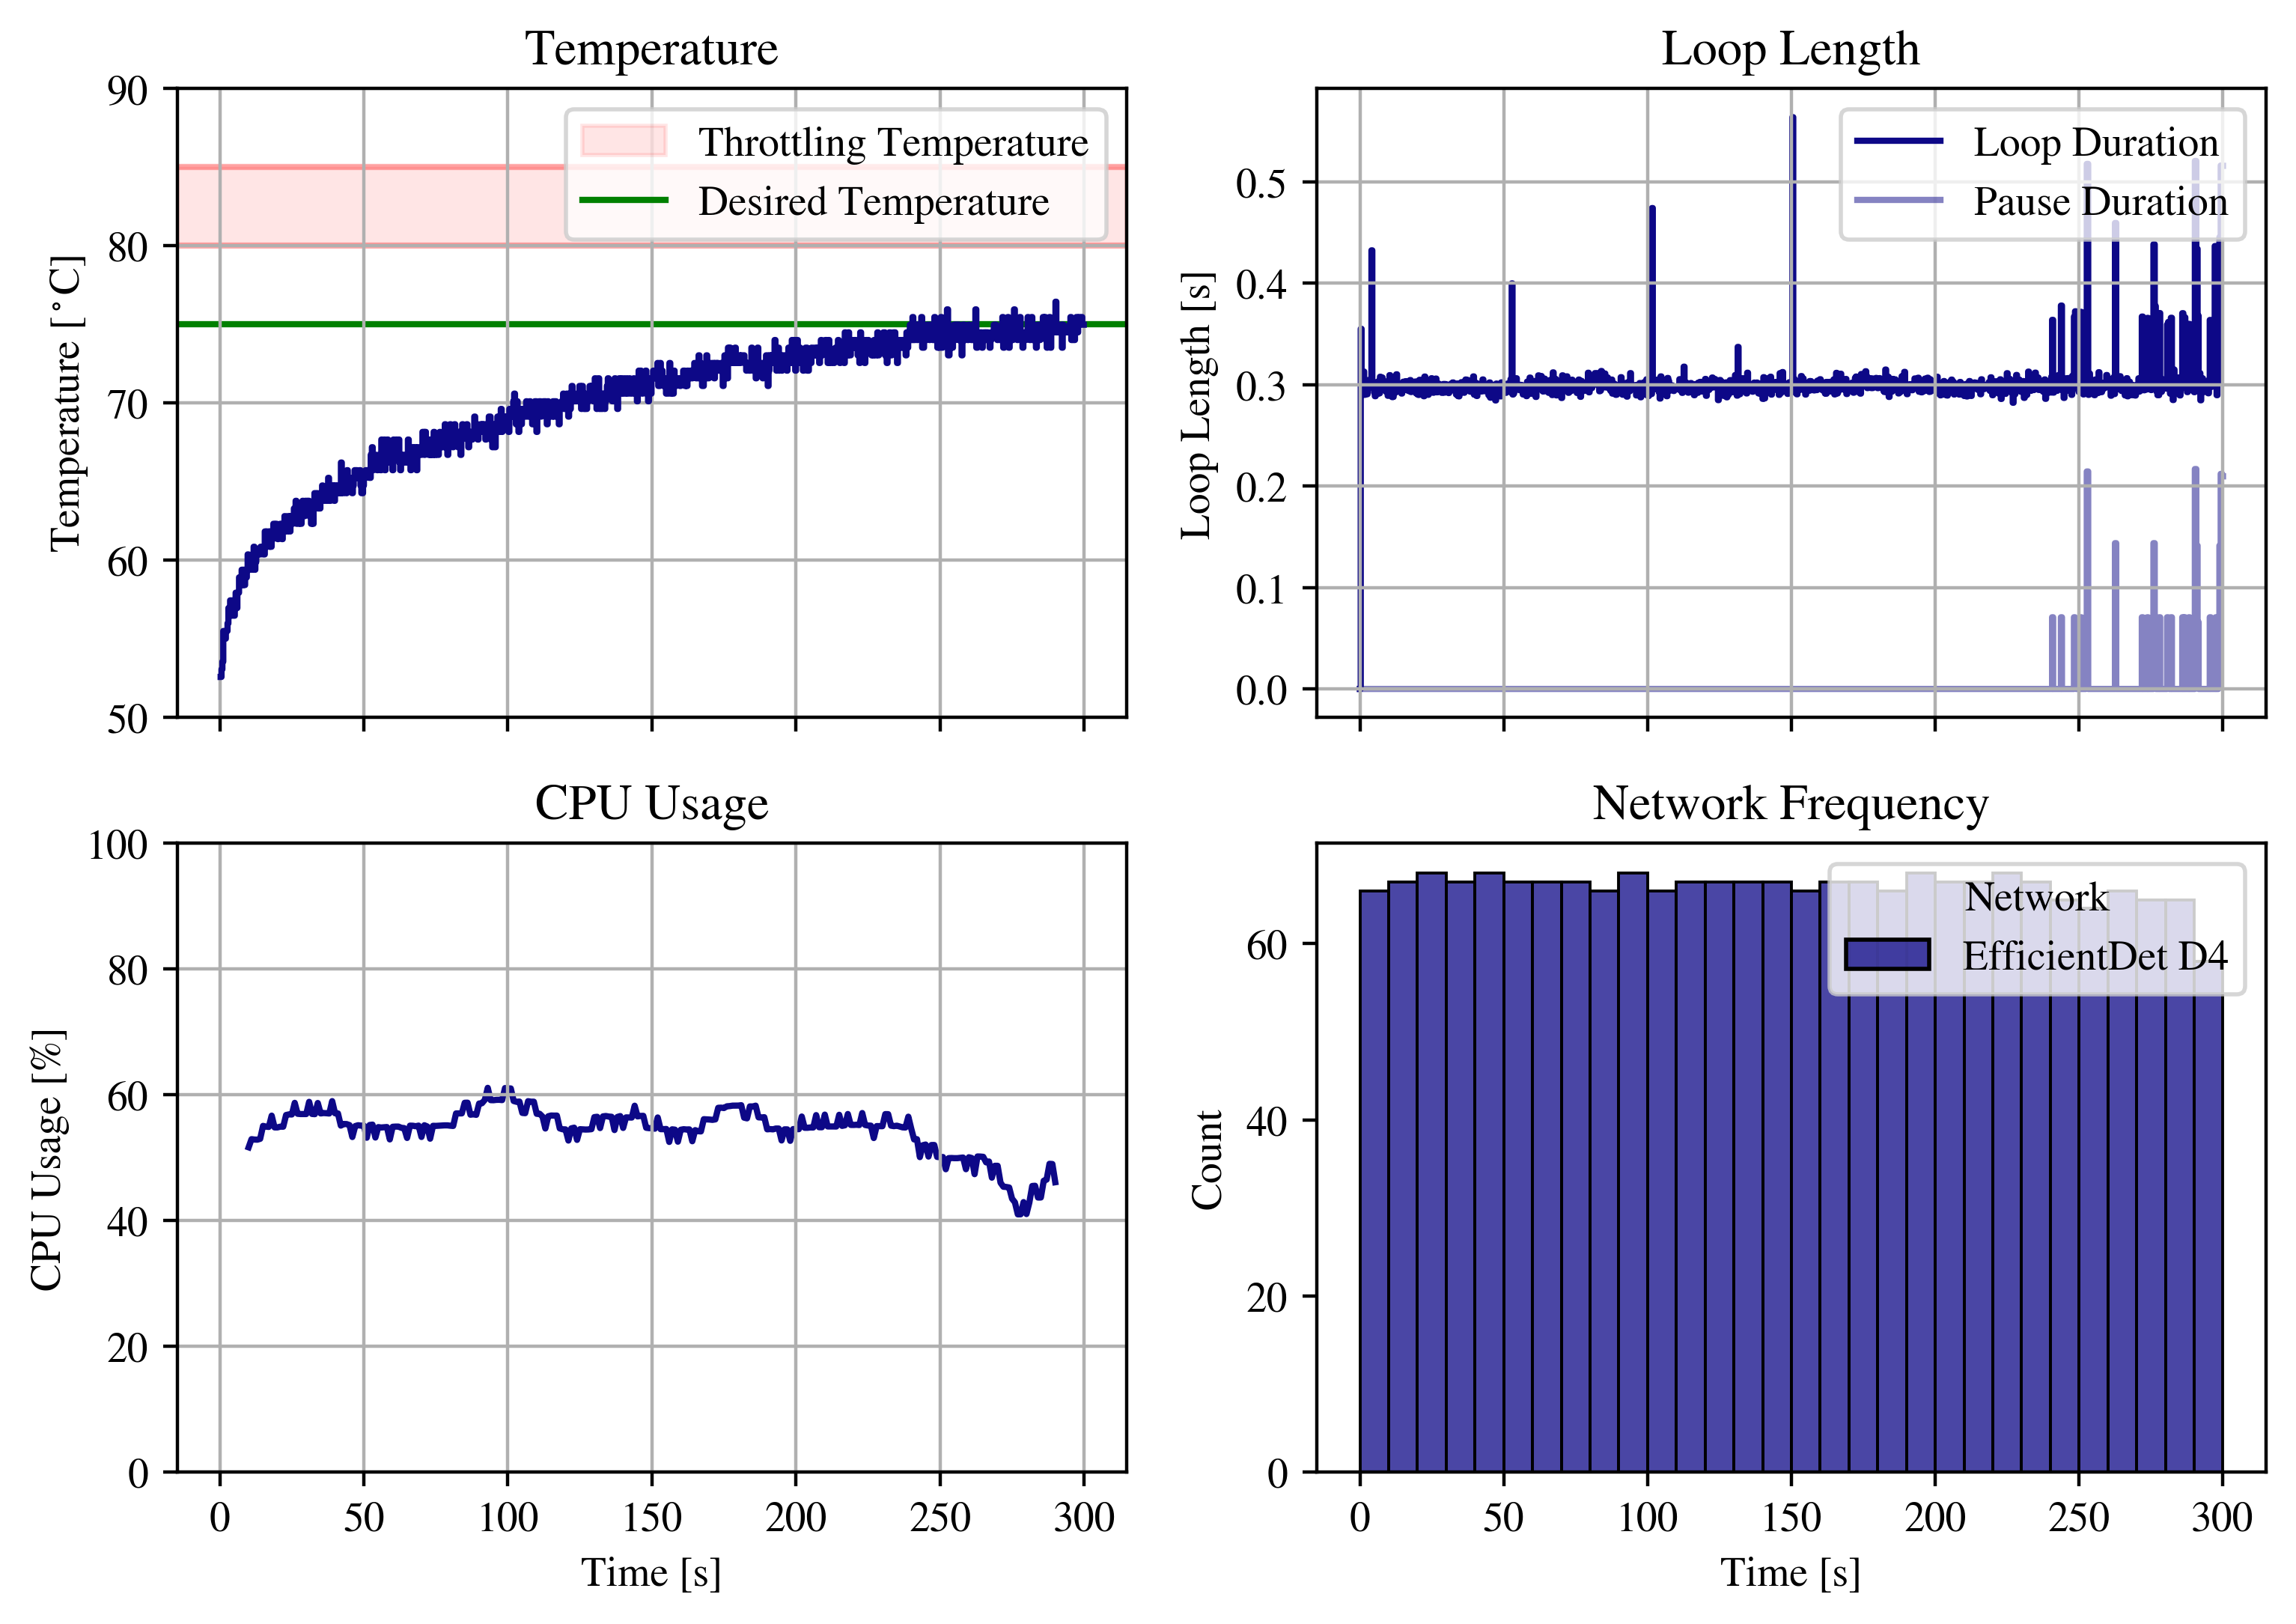 Temperature
90
80
70
60
50
Temperature [°C]
Throttling Temperature
Desired Temperature
Loop Length
0.5
0.4
0.3
0.2
0.1
0.0
Loop Length [s]
Loop Duration
Pause Duration
CPU Usage
100
80
60
40
20
0
CPU Usage [%]
0 50 100 150 200 250 300
Time [s]
Network Frequency
60
40
20
0
Count
Network
EfficientDet D4
0 50 100 150 200 250 300
Time [s]